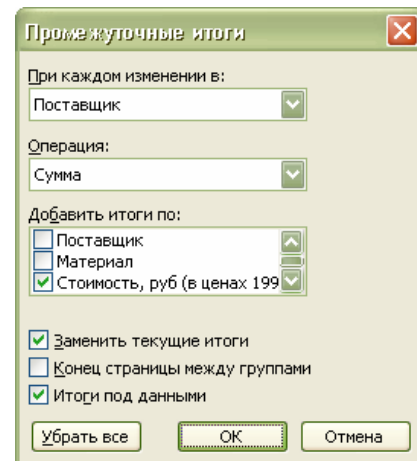 Промежуточные итоги
При каждом изменении в:
Поставщик
Операция:
Сумма
Добавить итоги по:
Поставщик
Материал
Стоимость, руб (в ценах 199
Заменить текущие итоги
Конец страницы между группами
Итоги под данными
Убрать все ОК Отмена